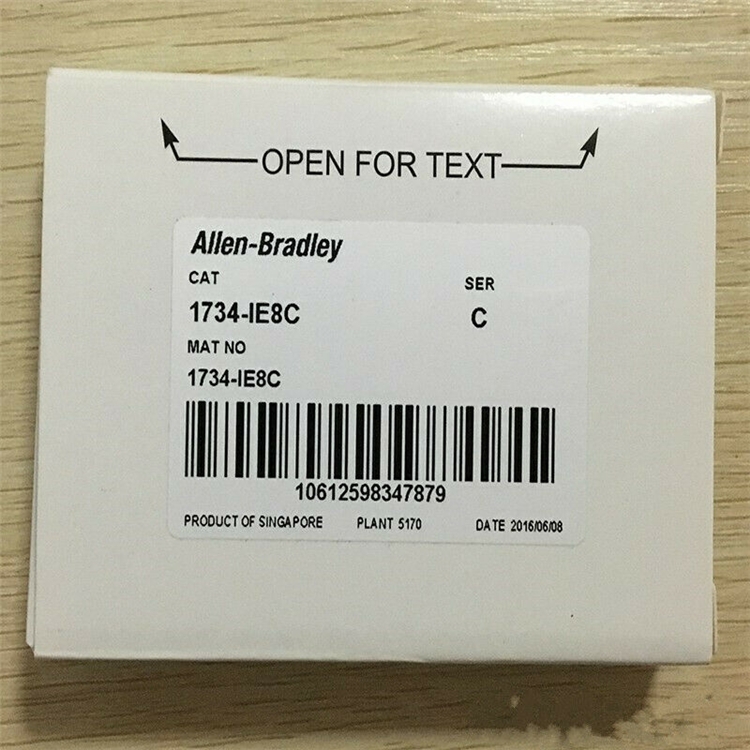 OPEN FOR TEXT
Allen-Bradley
CAT SER
1734-IE8C C
MAT NO
1734-IE8C
10612598347879
PRODUCT OF SINGAPORE PLANT 5170 DATE 2016/06/08